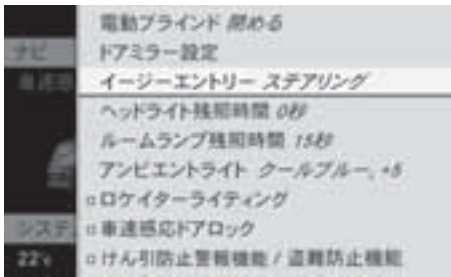 電動ブラインド 閉める
ナビ
ドアミラー設定
車速感
イージーエントリー ステアリング
ヘッドライト残照時間 0秒
ルームランプ残照時間 15秒
アンビエントライト クールブルー, +5
ロケイターライティング
システ
車速感応ドアロック
22℃
けん引防止警報機能 / 盗難防止機能